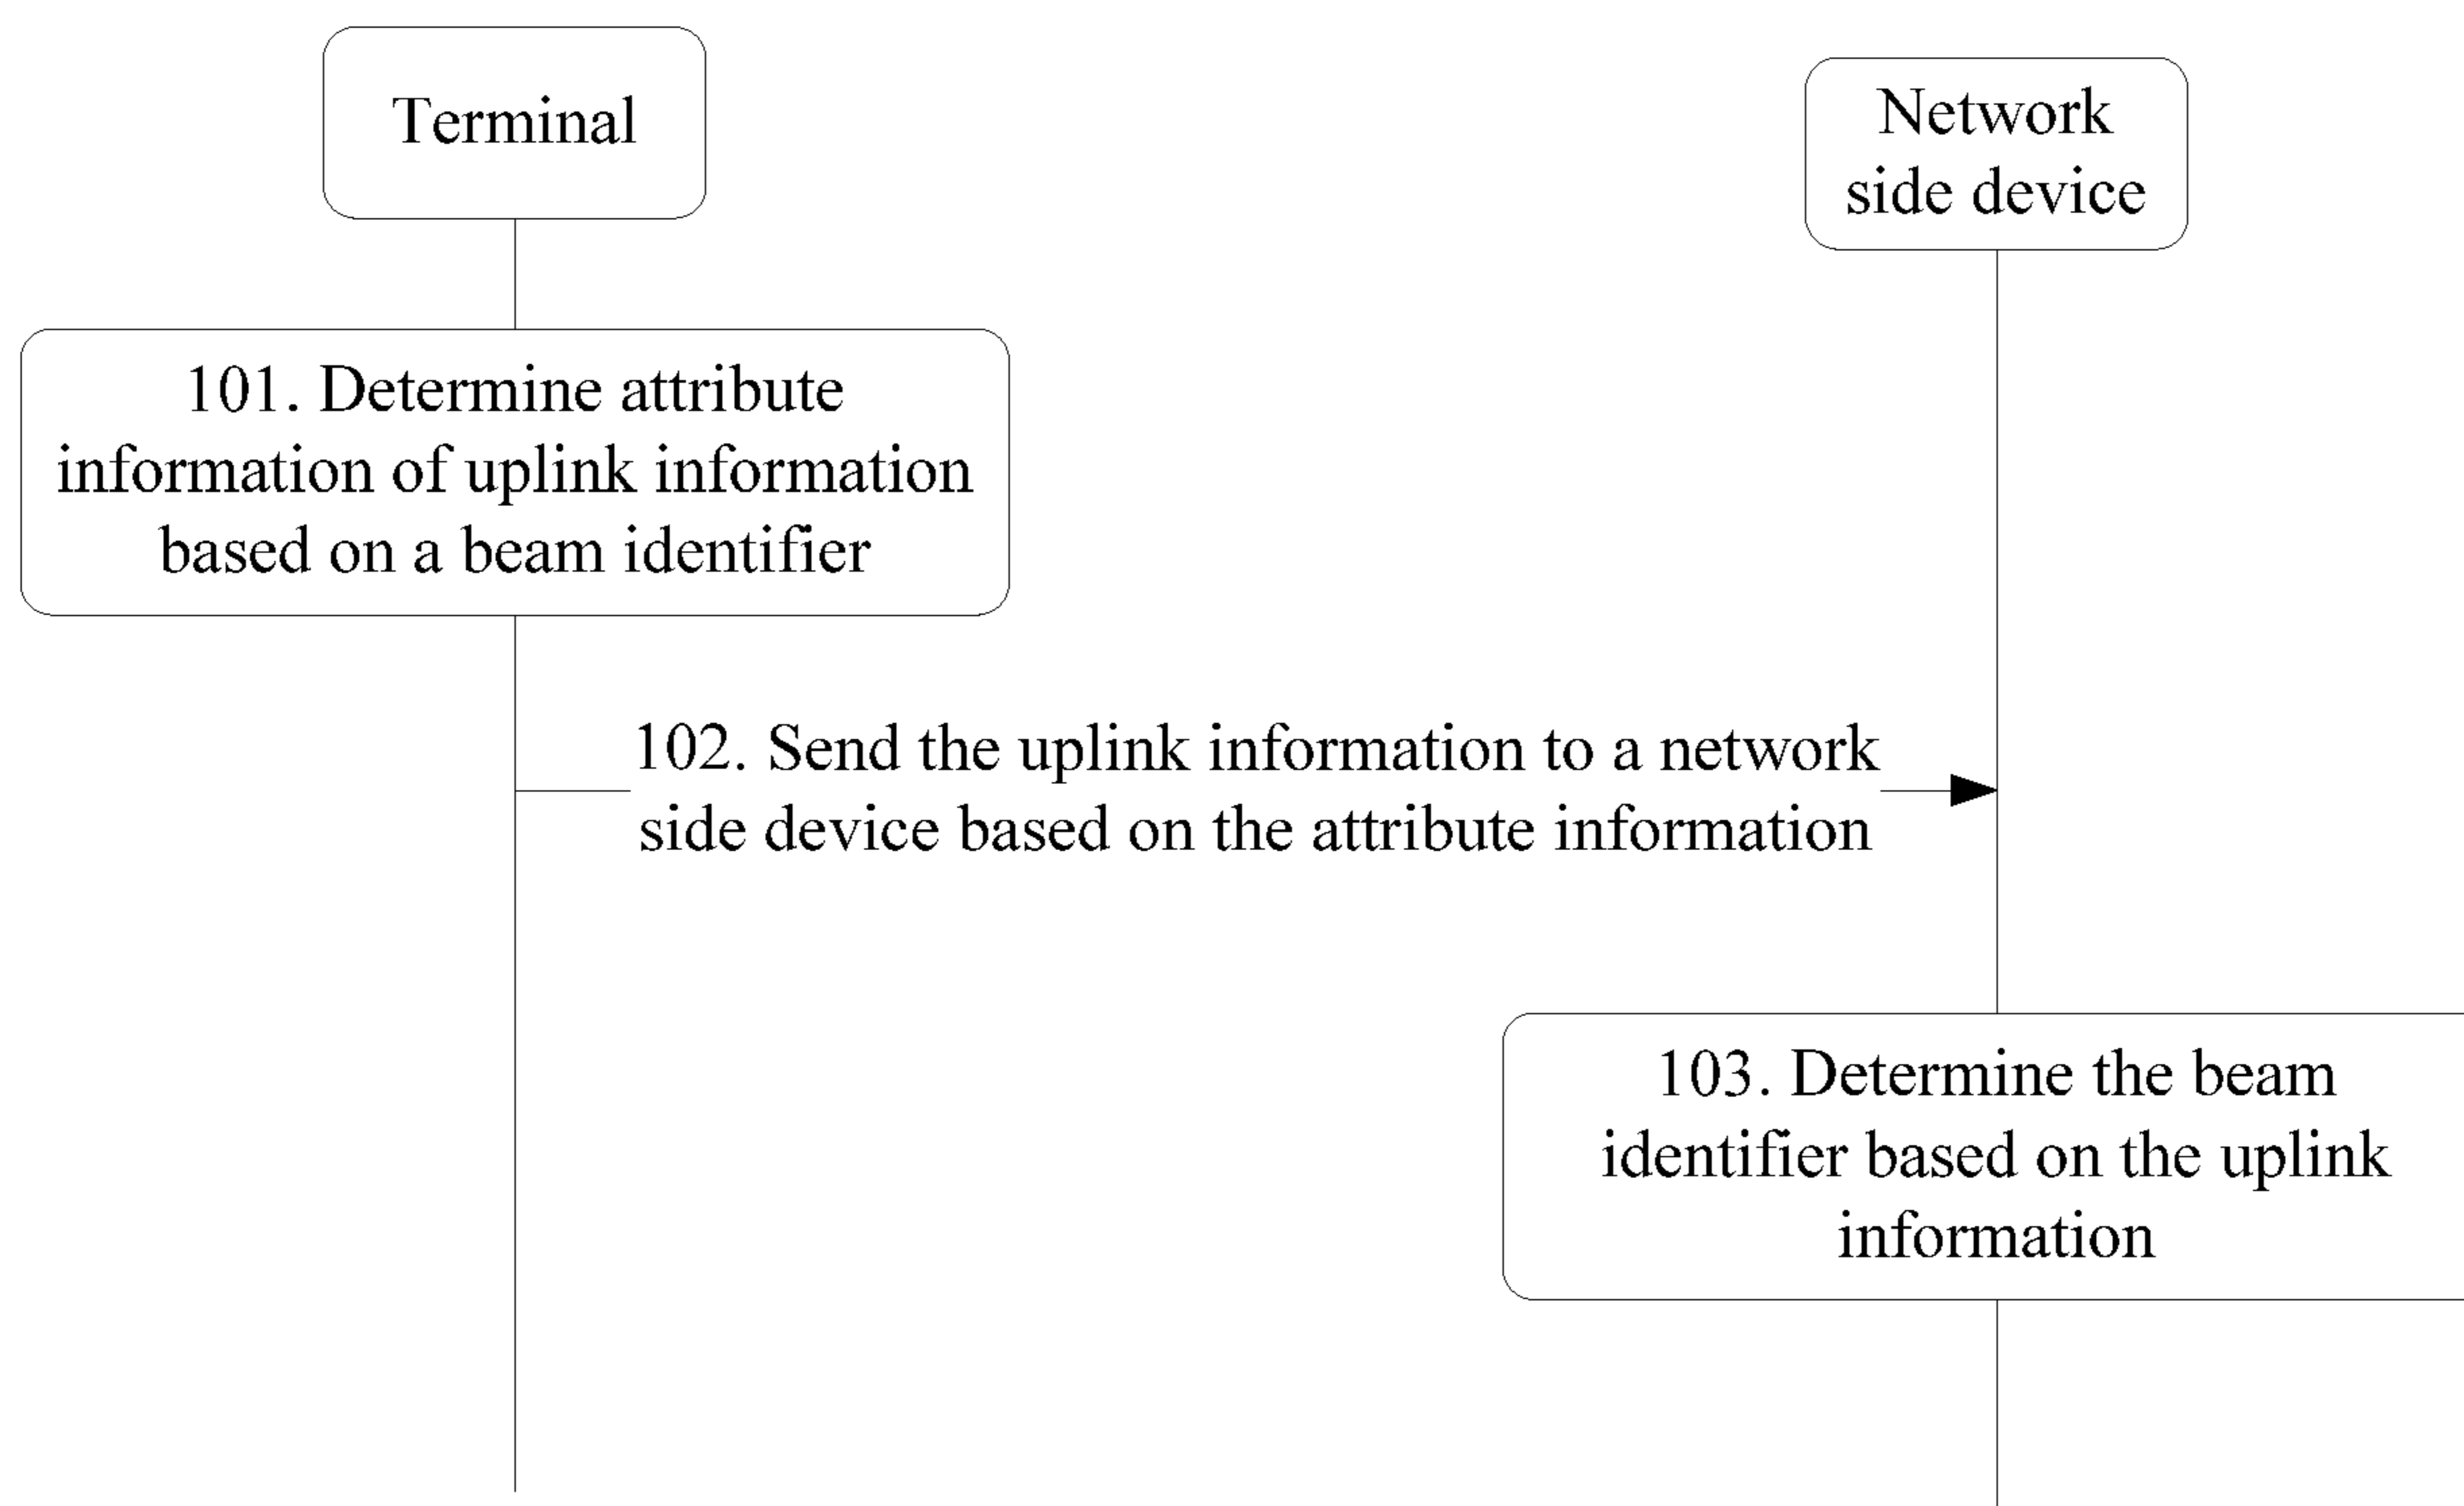 Terminal
Network
side device
101. Determine attribute
information of uplink information
based on a beam identifier
102. Send the uplink information to a network
side device based on the attribute information
103. Determine the beam
identifier based on the uplink
information